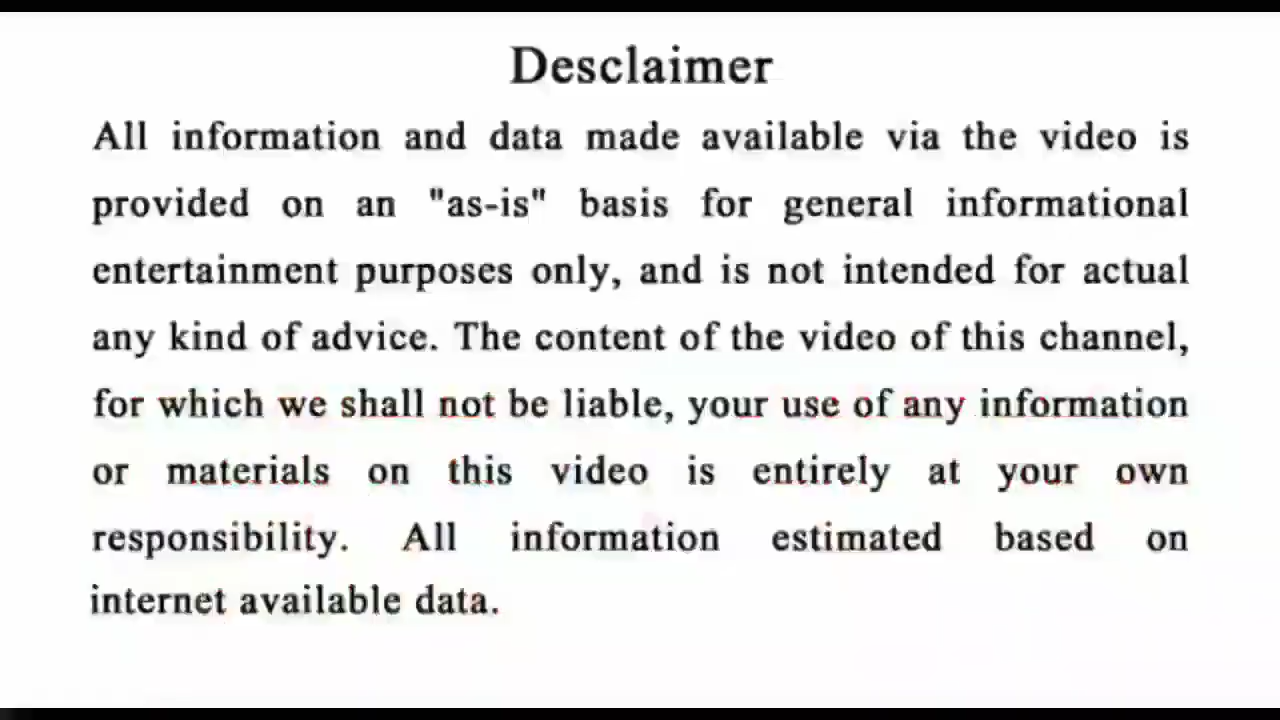 Desclaimer
All information and data made available via the video is
provided on an "as-is" basis for general informational
entertainment purposes only, and is not intended for actual
any kind of advice. The content of the video of this channel,
for which we shall not be liable, your use of any information
or materials on this video is entirely at your own
responsibility. All information estimated based on
internet available data.